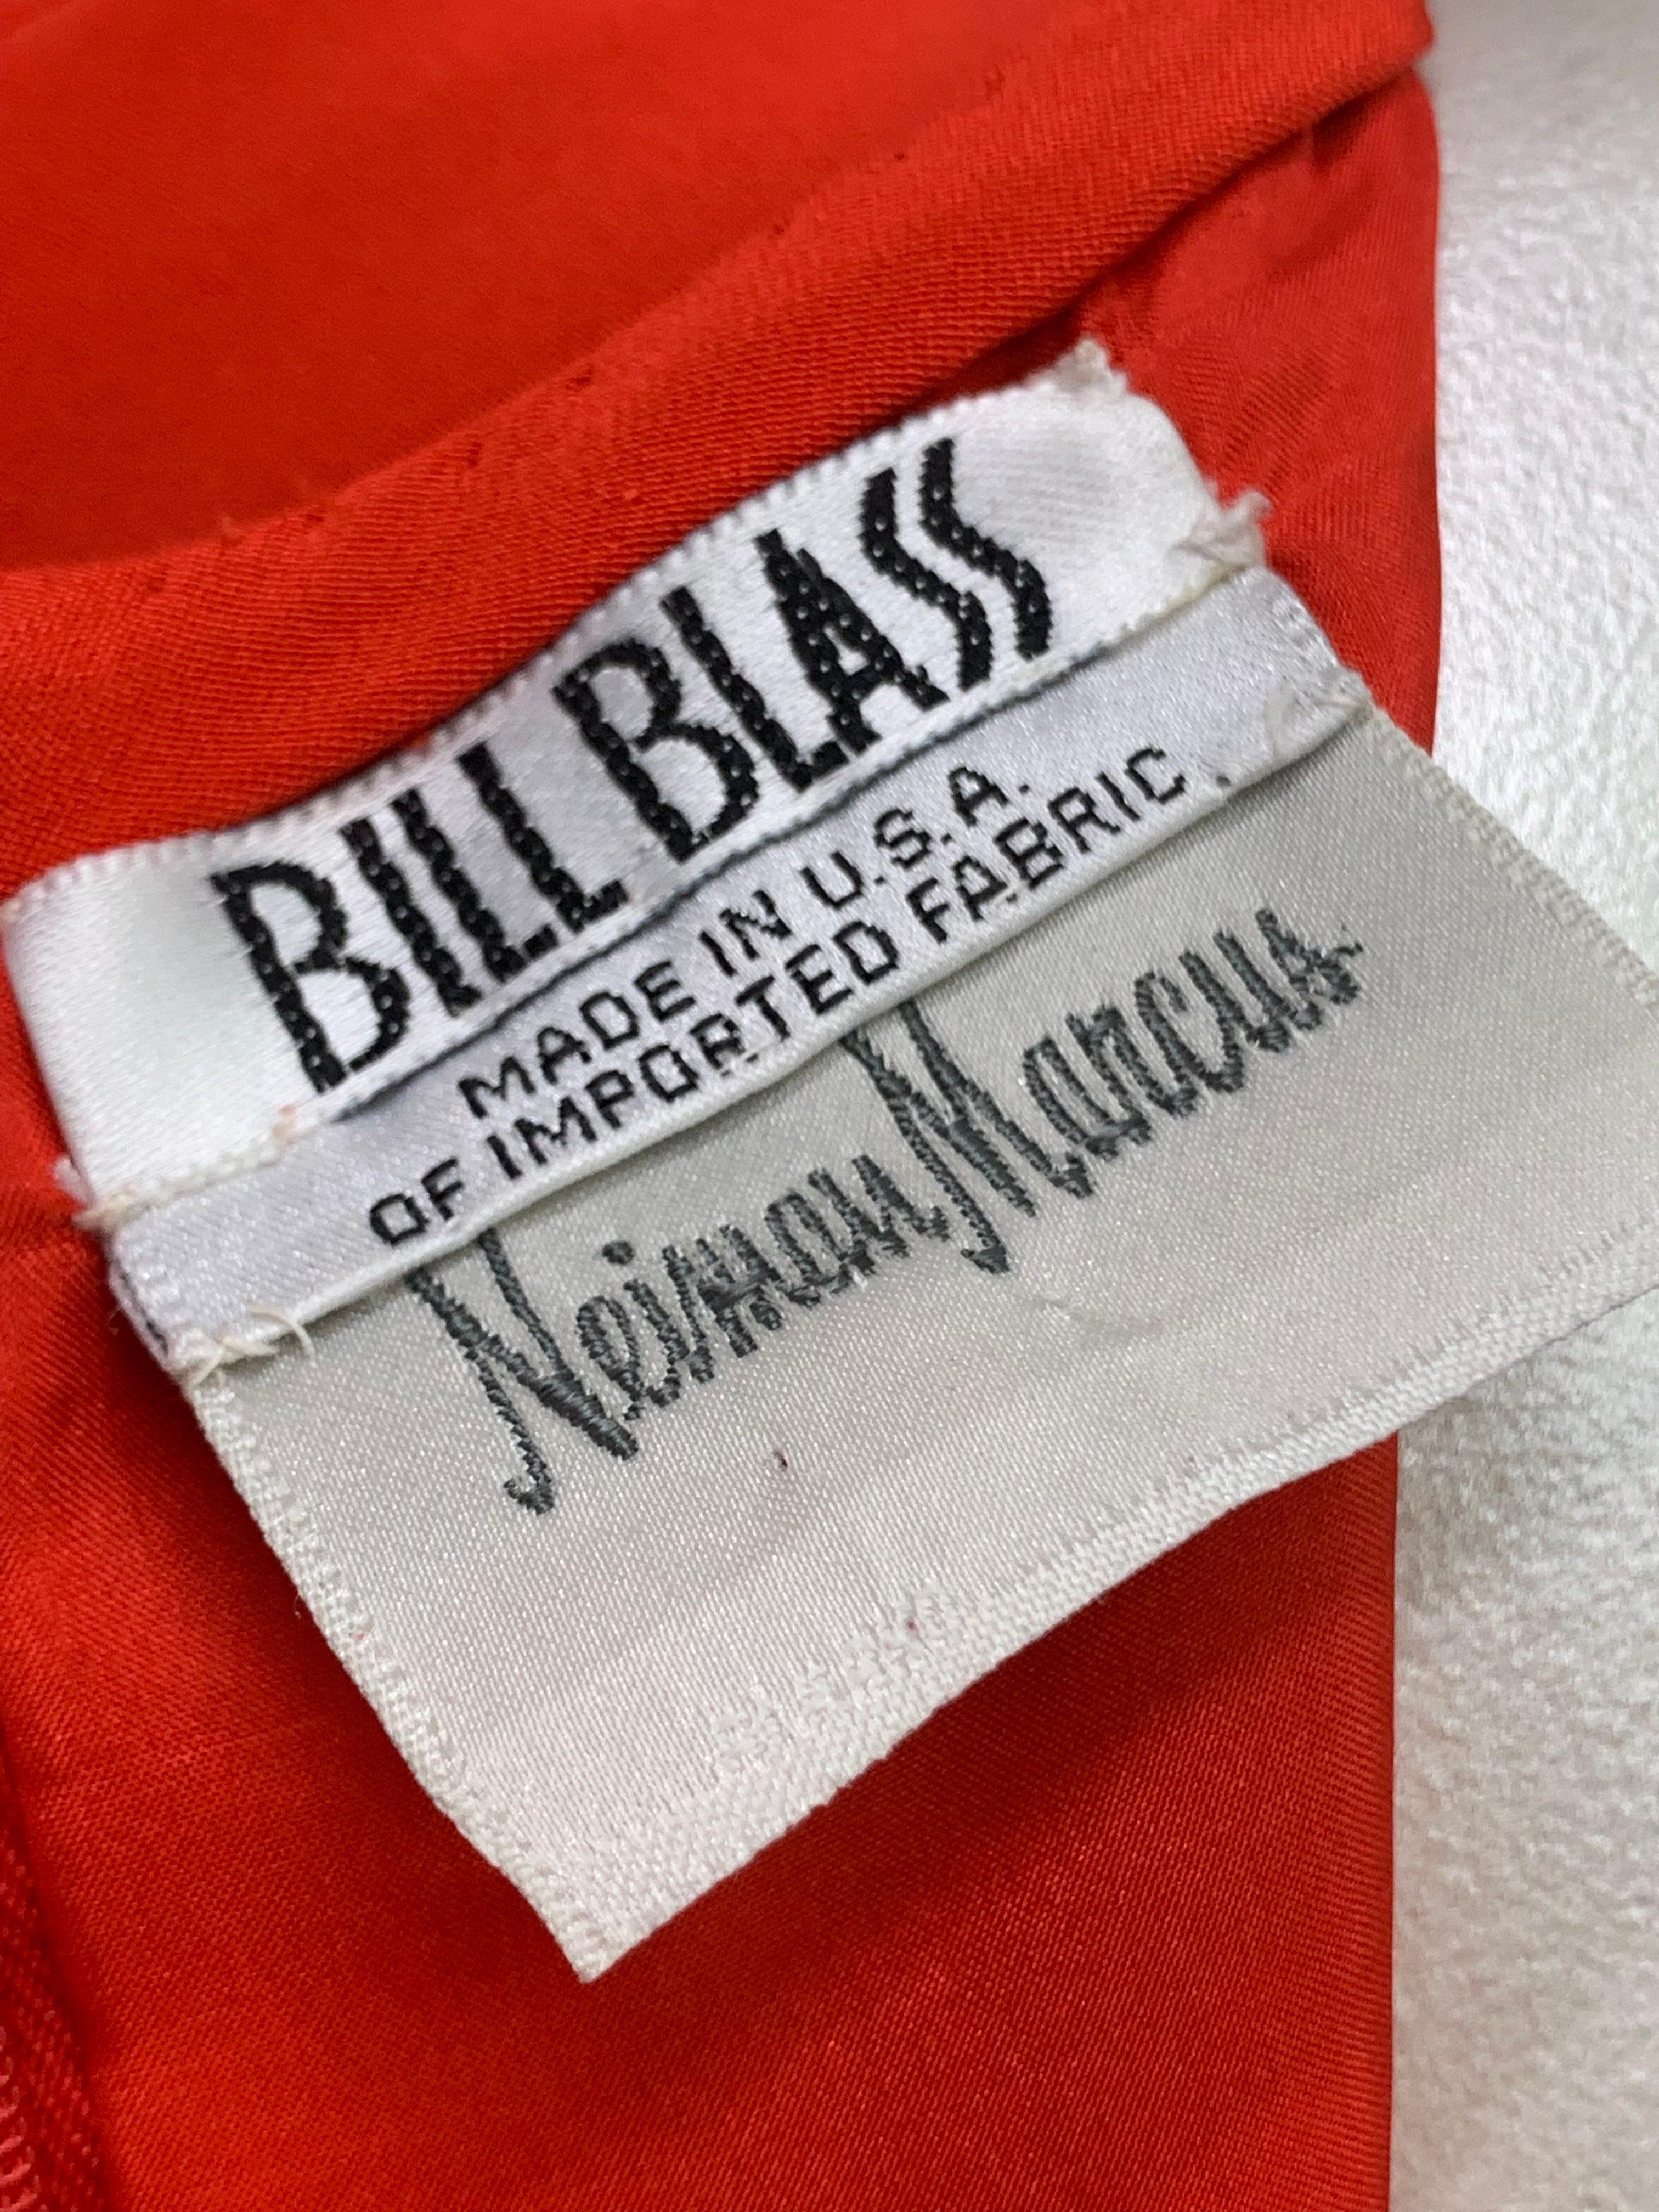 BILL BLASS
MADE IN U.S.A.
OF IMPORTED FABRIC
Neiman Marcus